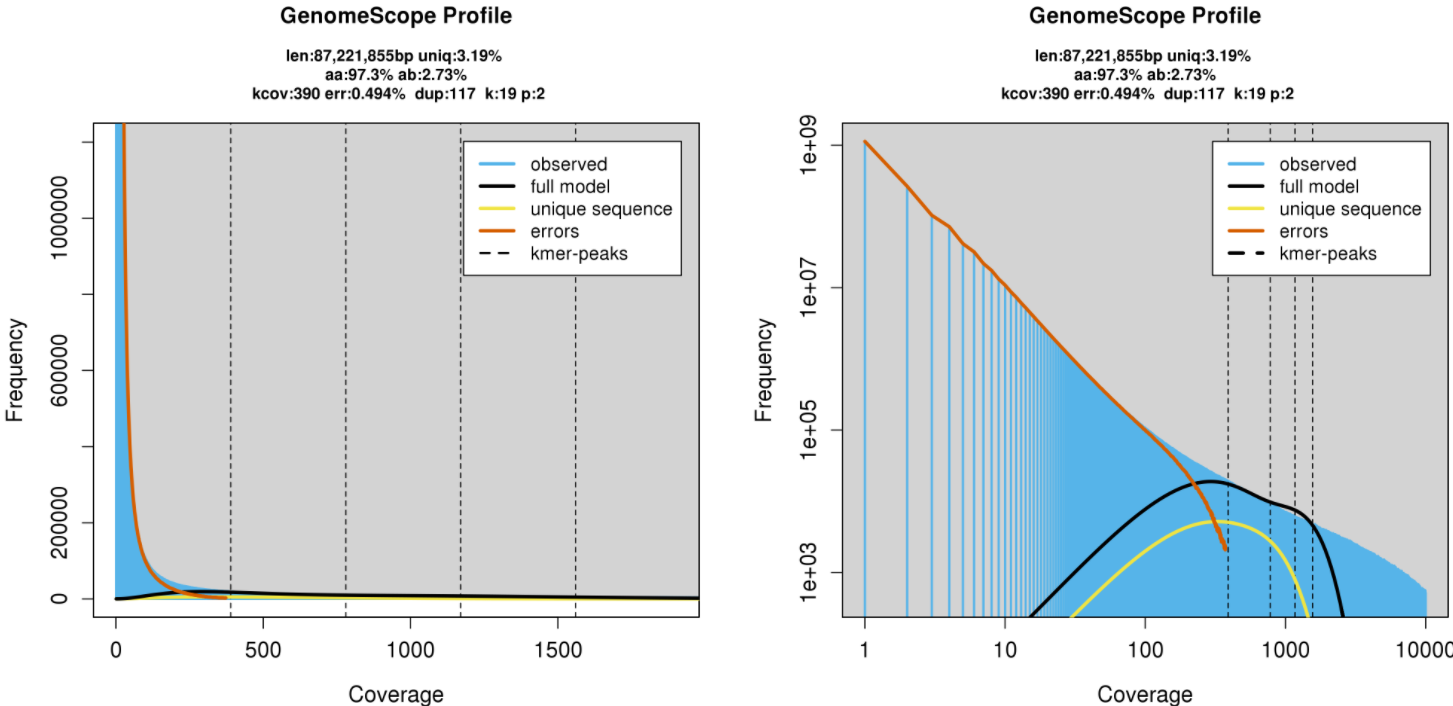 GenomeScope Profile
len:87,221,855bp uniq:3.19%
aa:97.3% ab:2.73%
kcov:390 err:0.494% dup:117 k:19 p:2
observed
full model
unique sequence
errors
kmer-peaks
Frequency
1000000
600000
200000
0
0 500 1000 1500
Coverage
GenomeScope Profile
len:87,221,855bp uniq:3.19%
aa:97.3% ab:2.73%
kcov:390 err:0.494% dup:117 k:19 p:2
observed
full model
unique sequence
errors
kmer-peaks
Frequency
1e+09
1e+07
1e+05
1e+03
1 10 100 1000 10000
Coverage